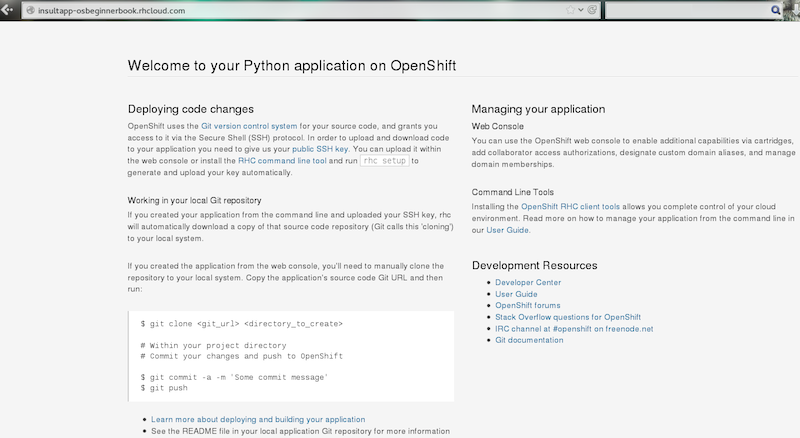 insultapp-osbeginnerbook.rhcloud.com
Welcome to your Python application on OpenShift
Deploying code changes
OpenShift uses the Git version control system for your source code, and grants
access to it via the Secure Shell (SSH) protocol. In order to upload and download code
to your application you need to give us your public SSH key. You can upload it within
the web console or install the RHC command line tool and run rhc setup to
generate and upload your key automatically.
Working in your local Git repository
If you created your application from the command line and uploaded your SSH key, rhc
will automatically download a copy of that source code repository (Git calls this 'cloning')
to your local system.
If you created the application from the web console, you'll need to manually clone the
repository to your local system. Copy the application's source code Git URL and then
run:
$ git clone <git_url> <directory_to_create>
# Within your project directory
# Commit your changes and push to OpenShift
$ git commit -a -m 'Some commit message'
$ git push
Learn more about deploying and building your application
See the README file in your local application Git repository for more information
Managing your application
Web Console
You can use the OpenShift web console to enable additional capabilities via cartridges,
add collaborator access authorizations, designate custom domain aliases, and manage
domain memberships.
Command Line Tools
Installing the OpenShift RHC client tools allows you complete control of your cloud
environment. Read more on how to manage your application from the command line in
our User Guide.
Development Resources
Developer Center
User Guide
OpenShift forums
Stack Overflow questions for OpenShift
IRC channel at #openshift on freenode.net
Git documentation